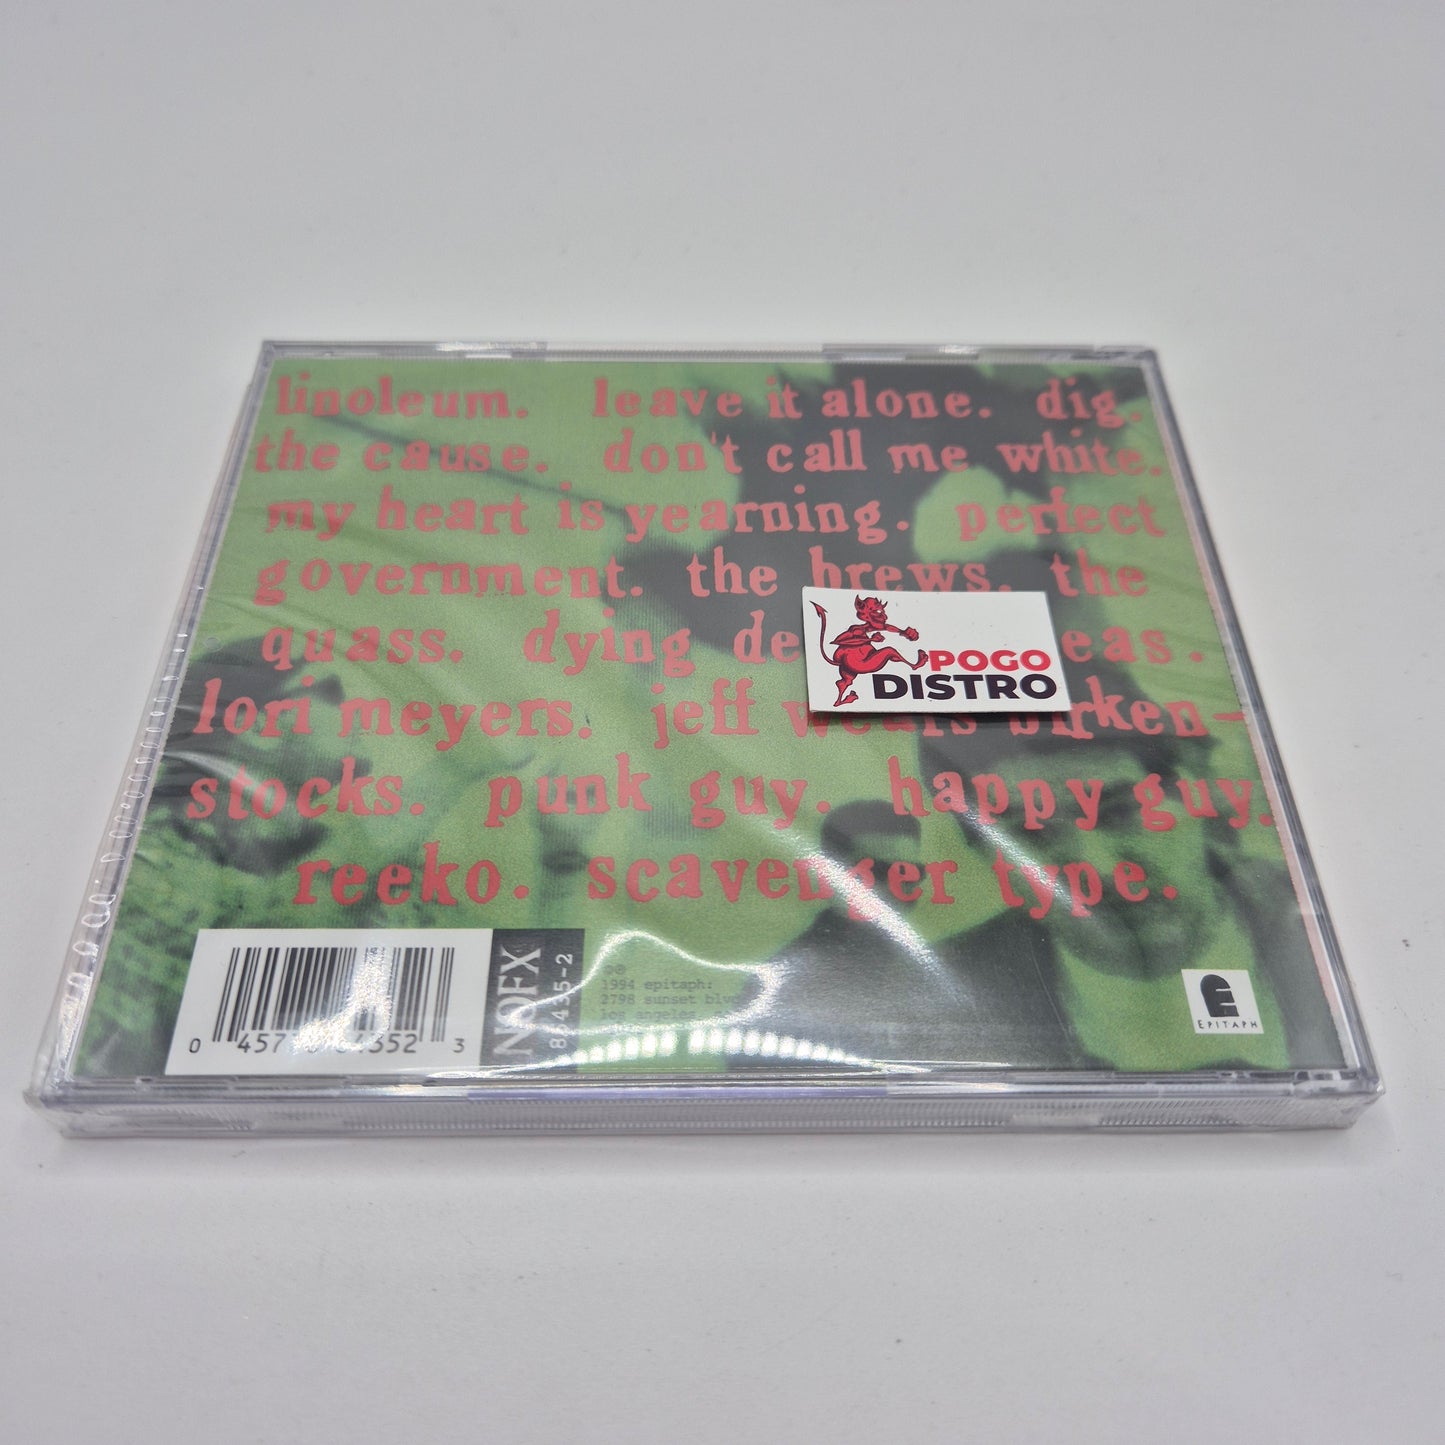 linoleum. leave it alone. dig.
the cause. don't call me white.
my heart is yearning. perfect
government. the brews. the
quass. dying de eas.
lori meyers. jeff wears birken-
stocks. punk guy. happy guy.
reeko. scavenger type.
POGO
DISTRO
NOFX
1994 epitaph:
2798 sunset blvd
los angeles
EPITAPH